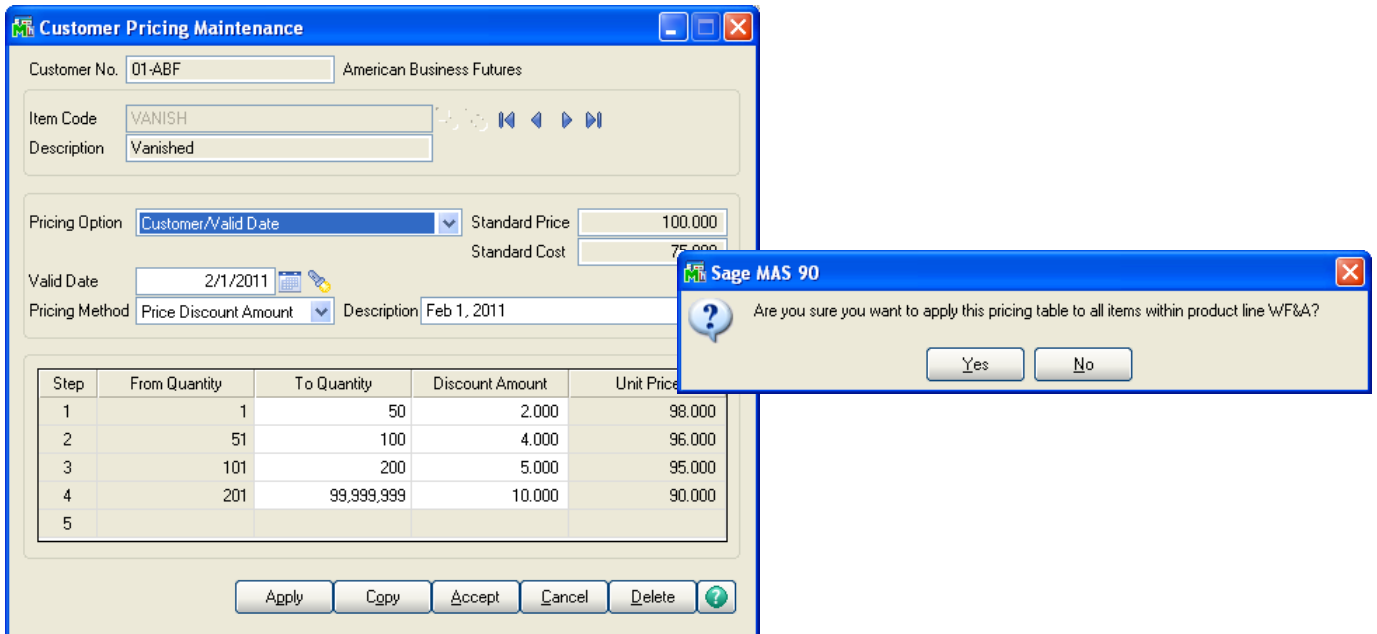 Customer Pricing Maintenance
Customer No. 01-ABF American Business Futures
Item Code VANISH
Description Vanished
Pricing Option Customer/Valid Date Standard Price 100.000
Standard Cost 75.000
Valid Date 2/1/2011
Pricing Method Price Discount Amount Description Feb 1, 2011
Step From Quantity To Quantity Discount Amount Unit Price
1 1 50 2.000 98.000
2 51 100 4.000 96.000
3 101 200 5.000 95.000
4 201 99,999,999 10.000 90.000
5
Apply Copy Accept Cancel Delete
Sage MAS 90
Are you sure you want to apply this pricing table to all items within product line WF&A?
Yes No